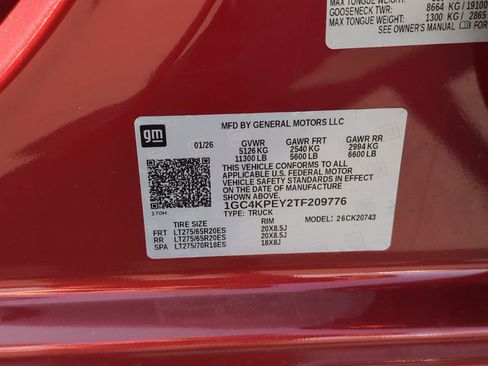 MAX TONGUE WEIGHT:
GOOSENECK TWR: 8664 KG / 19100
MAX TONGUE WEIGHT: 1300 KG / 2865
SEE OWNER'S MANUAL
gm
MFD BY GENERAL MOTORS LLC
01/26 GVWR GAWR FRT GAWR RR
5126 KG 2540 KG 2994 KG
11300 LB 5600 LB 6600 LB
THIS VEHICLE CONFORMS TO ALL
APPLICABLE U.S. FEDERAL MOTOR
VEHICLE SAFETY STANDARDS IN
EFFECT ON THE DATE OF
MANUFACTURE SHOWN ABOVE.
1GC4KPEY2TF209776
170H TYPE: TRUCK
TIRE SIZE RIM MODEL: 26CK20743
FRT LT275/65R20ES 20X8.5J
RR LT275/65R20ES 20X8.5J
SPA LT275/70R18ES 18X8J